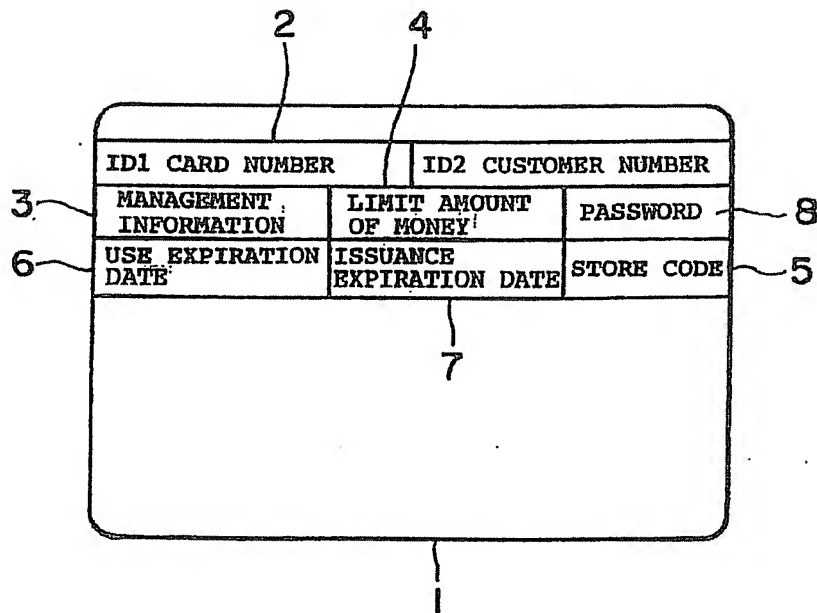 2 4
ID1 CARD NUMBER ID2 CUSTOMER NUMBER
3 MANAGEMENT INFORMATION LIMIT AMOUNT OF MONEY PASSWORD 8
6 USE EXPIRATION DATE ISSUANCE EXPIRATION DATE STORE CODE 5
7
1